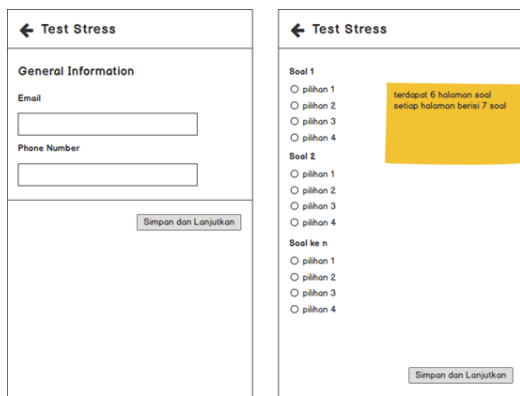 Test Stress
General Information
Email
Phone Number
Simpan dan Lanjutkan
Test Stress
Soal 1
pilihan 1
pilihan 2
pilihan 3
pilihan 4
Soal 2
pilihan 1
pilihan 2
pilihan 3
pilihan 4
Soal ke n
pilihan 1
pilihan 2
pilihan 3
pilihan 4
terdapat 6 halaman soal
setiap halaman berisi 7 soal
Simpan dan Lanjutkan